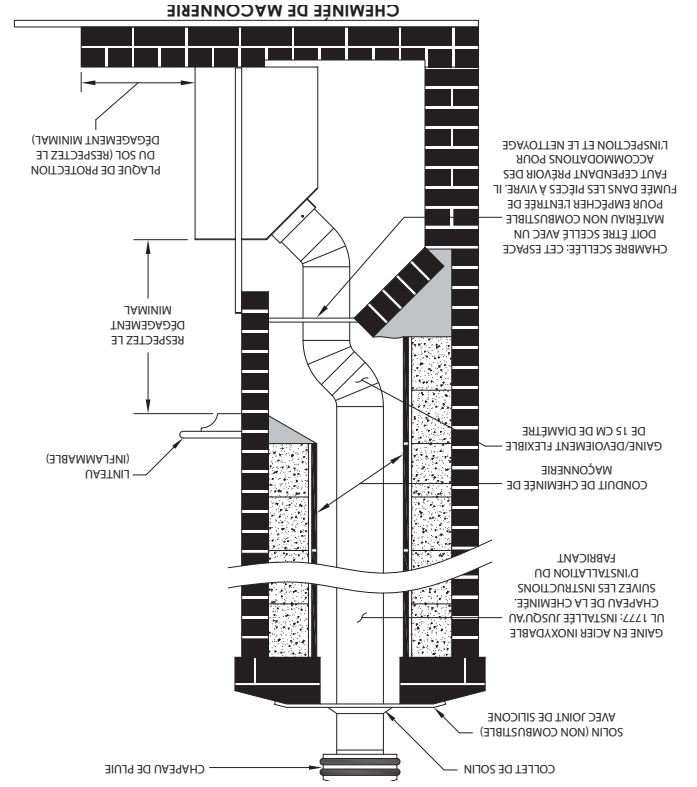 COLLET DE SOLIN
CHAPEAU DE PLUIE
SOLIN (NON COMBUSTIBLE)
AVEC JOINT DE SILICONE
GAINE EN ACIER INOXYDABLE
UL 1777: INSTALLÉE JUSQU'AU
CHAPEAU DE LA CHEMINÉE.
SUIVEZ LES INSTRUCTIONS
D'INSTALLATION DU
FABRICANT
CONDUIT DE CHEMINÉE DE
MAÇONNERIE
GAINE/DEVOIEMENT FLEXIBLE
DE 15 CM DE DIAMÉTRE
LINTEAU
(INFLAMMABLE)
RESPECTEZ LE
DÉGAGEMENT
MINIMAL
CHAMBRE SCELLÉE: CET ESPACE
DOIT ÊTRE SCELLÉ AVEC UN
MATÉRIAU NON COMBUSTIBLE
POUR EMPÊCHER L'ENTRÉE DE
FUMÉE DANS LES PIÈCES À VIVRE. IL
FAUT CEPENDANT PRÉVOIR DES
ACCOMMODATIONS POUR
L'INSPECTION ET LE NETTOYAGE
PLAQUE DE PROTECTION
DU SOL (RESPECTEZ LE
DÉGAGEMENT MINIMAL)
CHEMINÉE DE MAÇONNERIE